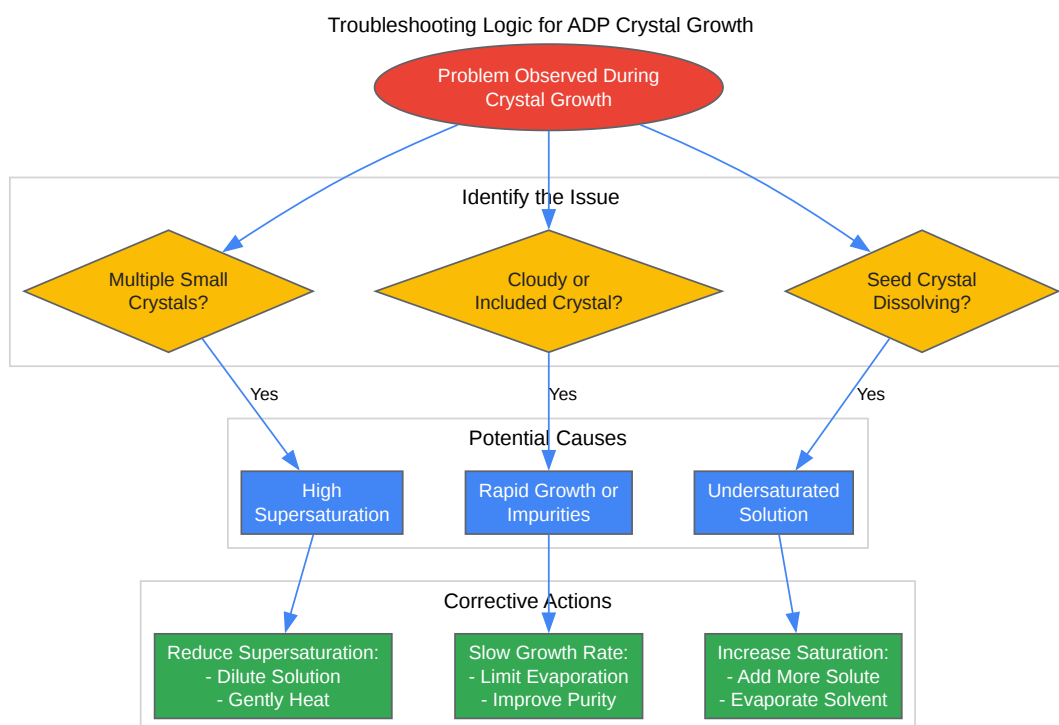 Troubleshooting Logic for ADP Crystal Growth
Problem Observed During
Crystal Growth
Identify the Issue
Multiple Small
Crystals?
Cloudy or
Included Crystal?
Seed Crystal
Dissolving?
Yes
Yes
Yes
Potential Causes
High
Supersaturation
Rapid Growth or
Impurities
Undersaturated
Solution
Corrective Actions
Reduce Supersaturation:
- Dilute Solution
- Gently Heat
Slow Growth Rate:
- Limit Evaporation
- Improve Purity
Increase Saturation:
- Add More Solute
- Evaporate Solvent